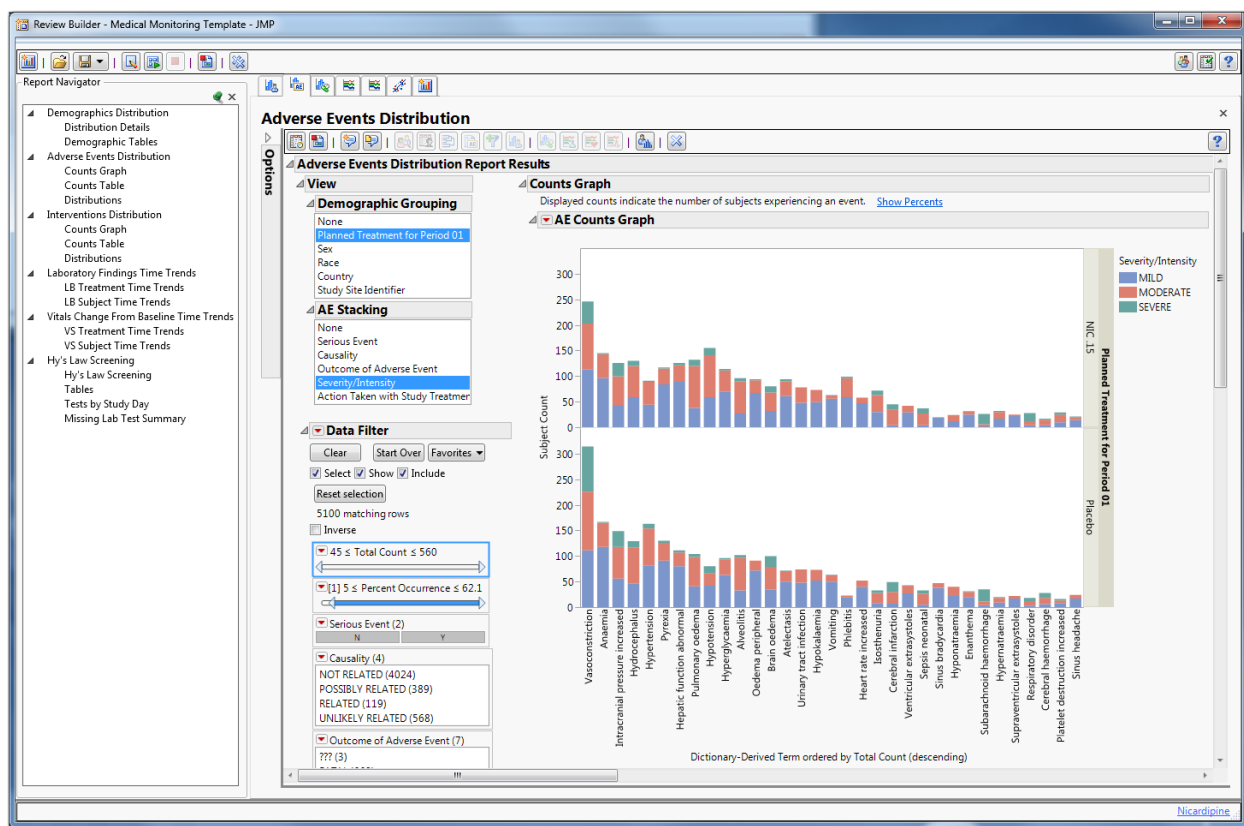 Review Builder - Medical Monitoring Template - JMP
Report Navigator
Demographics Distribution
Distribution Details
Demographic Tables
Adverse Events Distribution
Counts Graph
Counts Table
Distributions
Interventions Distribution
Counts Graph
Counts Table
Distributions
Laboratory Findings Time Trends
LB Treatment Time Trends
LB Subject Time Trends
Vitals Change From Baseline Time Trends
VS Treatment Time Trends
VS Subject Time Trends
Hy's Law Screening
Hy's Law Screening
Tables
Tests by Study Day
Missing Lab Test Summary
Adverse Events Distribution
Options
Adverse Events Distribution Report Results
View
Demographic Grouping
None
Planned Treatment for Period 01
Sex
Race
Country
Study Site Identifier
AE Stacking
None
Serious Event
Causality
Outcome of Adverse Event
Severity/Intensity
Action Taken with Study Treatmer
Data Filter
Clear Start Over Favorites
Select Show Include
Reset selection
5100 matching rows
Inverse
45 ≤ Total Count ≤ 560
[1] 5 ≤ Percent Occurrence ≤ 62.1
Serious Event (2)
N Y
Causality (4)
NOT RELATED (4024)
POSSIBLY RELATED (389)
RELATED (119)
UNLIKELY RELATED (568)
Outcome of Adverse Event (7)
??? (3)
Counts Graph
Displayed counts indicate the number of subjects experiencing an event. Show Percents
AE Counts Graph
Severity/Intensity
MILD
MODERATE
SEVERE
300
250
200
150
100
50
0
300
250
200
150
100
50
0
Subject Count
NIC .15
Placebo
Planned Treatment for Period 01
Vasoconstriction
Anaemia
Intracranial pressure increased
Hydrocephalus
Hypertension
Pyrexia
Hepatic function abnormal
Pulmonary oedema
Hypotension
Hyperglycaemia
Alveolitis
Oedema peripheral
Brain oedema
Atelectasis
Urinary tract infection
Hypokalaemia
Vomiting
Phlebitis
Heart rate increased
Isosthenuria
Cerebral infarction
Ventricular extrasystoles
Sepsis neonatal
Sinus bradycardia
Hyponatraemia
Enanthema
Subarachnoid haemorrhage
Hypernatraemia
Supraventricular extrasystoles
Respiratory disorder
Cerebral haemorrhage
Platelet destruction increased
Sinus headache
Dictionary-Derived Term ordered by Total Count (descending)
Nicardipine